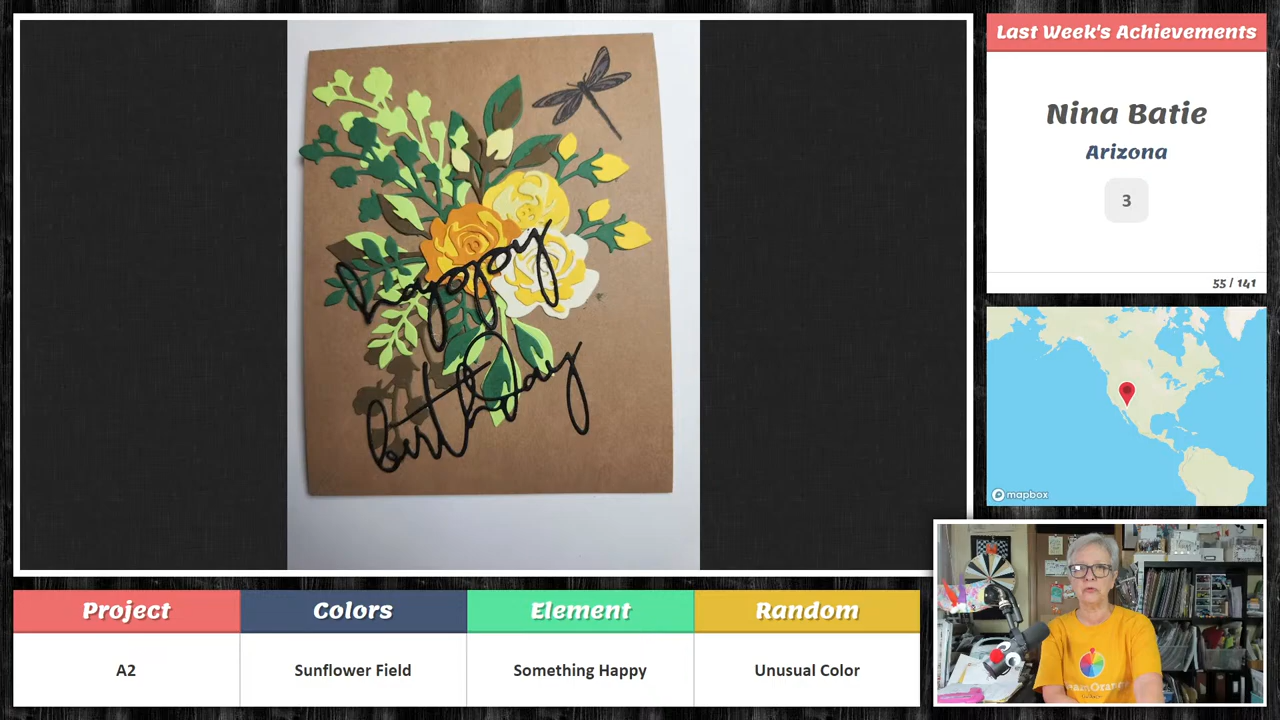 Last Week's Achievements
Nina Batie
Arizona
3
55 / 141
mapbox
happy
birthday
Project
Colors
Element
Random
A2
Sunflower Field
Something Happy
Unusual Color